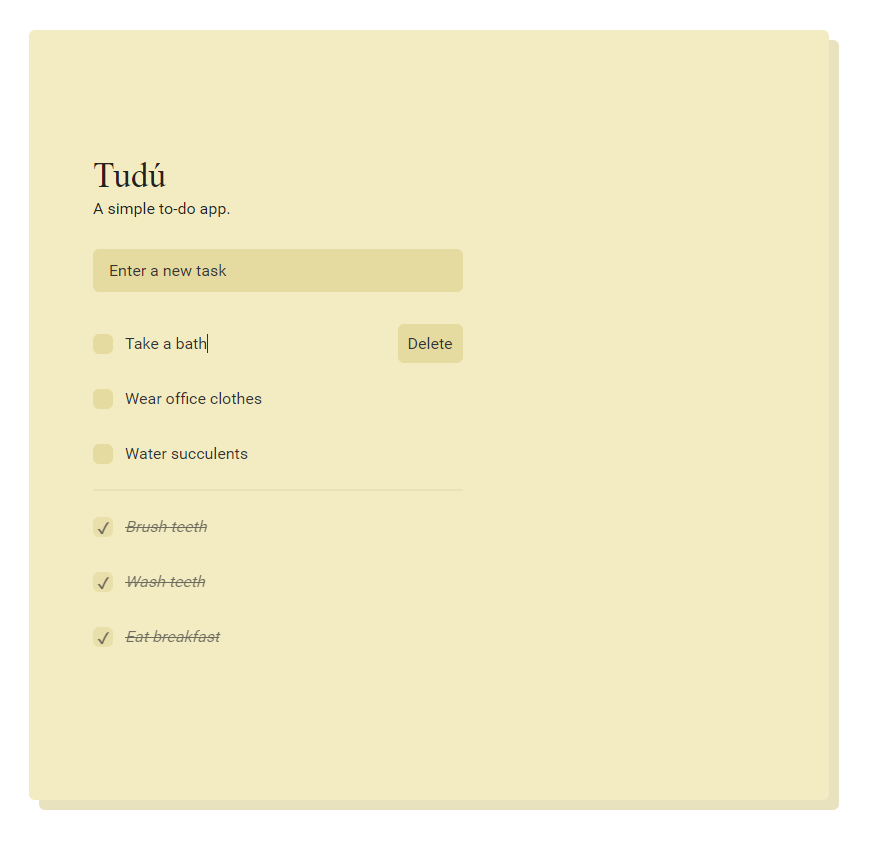 Tudú
A simple to-do app.
Enter a new task
Take a bath
Delete
Wear office clothes
Water succulents
Brush teeth
Wash teeth
Eat breakfast